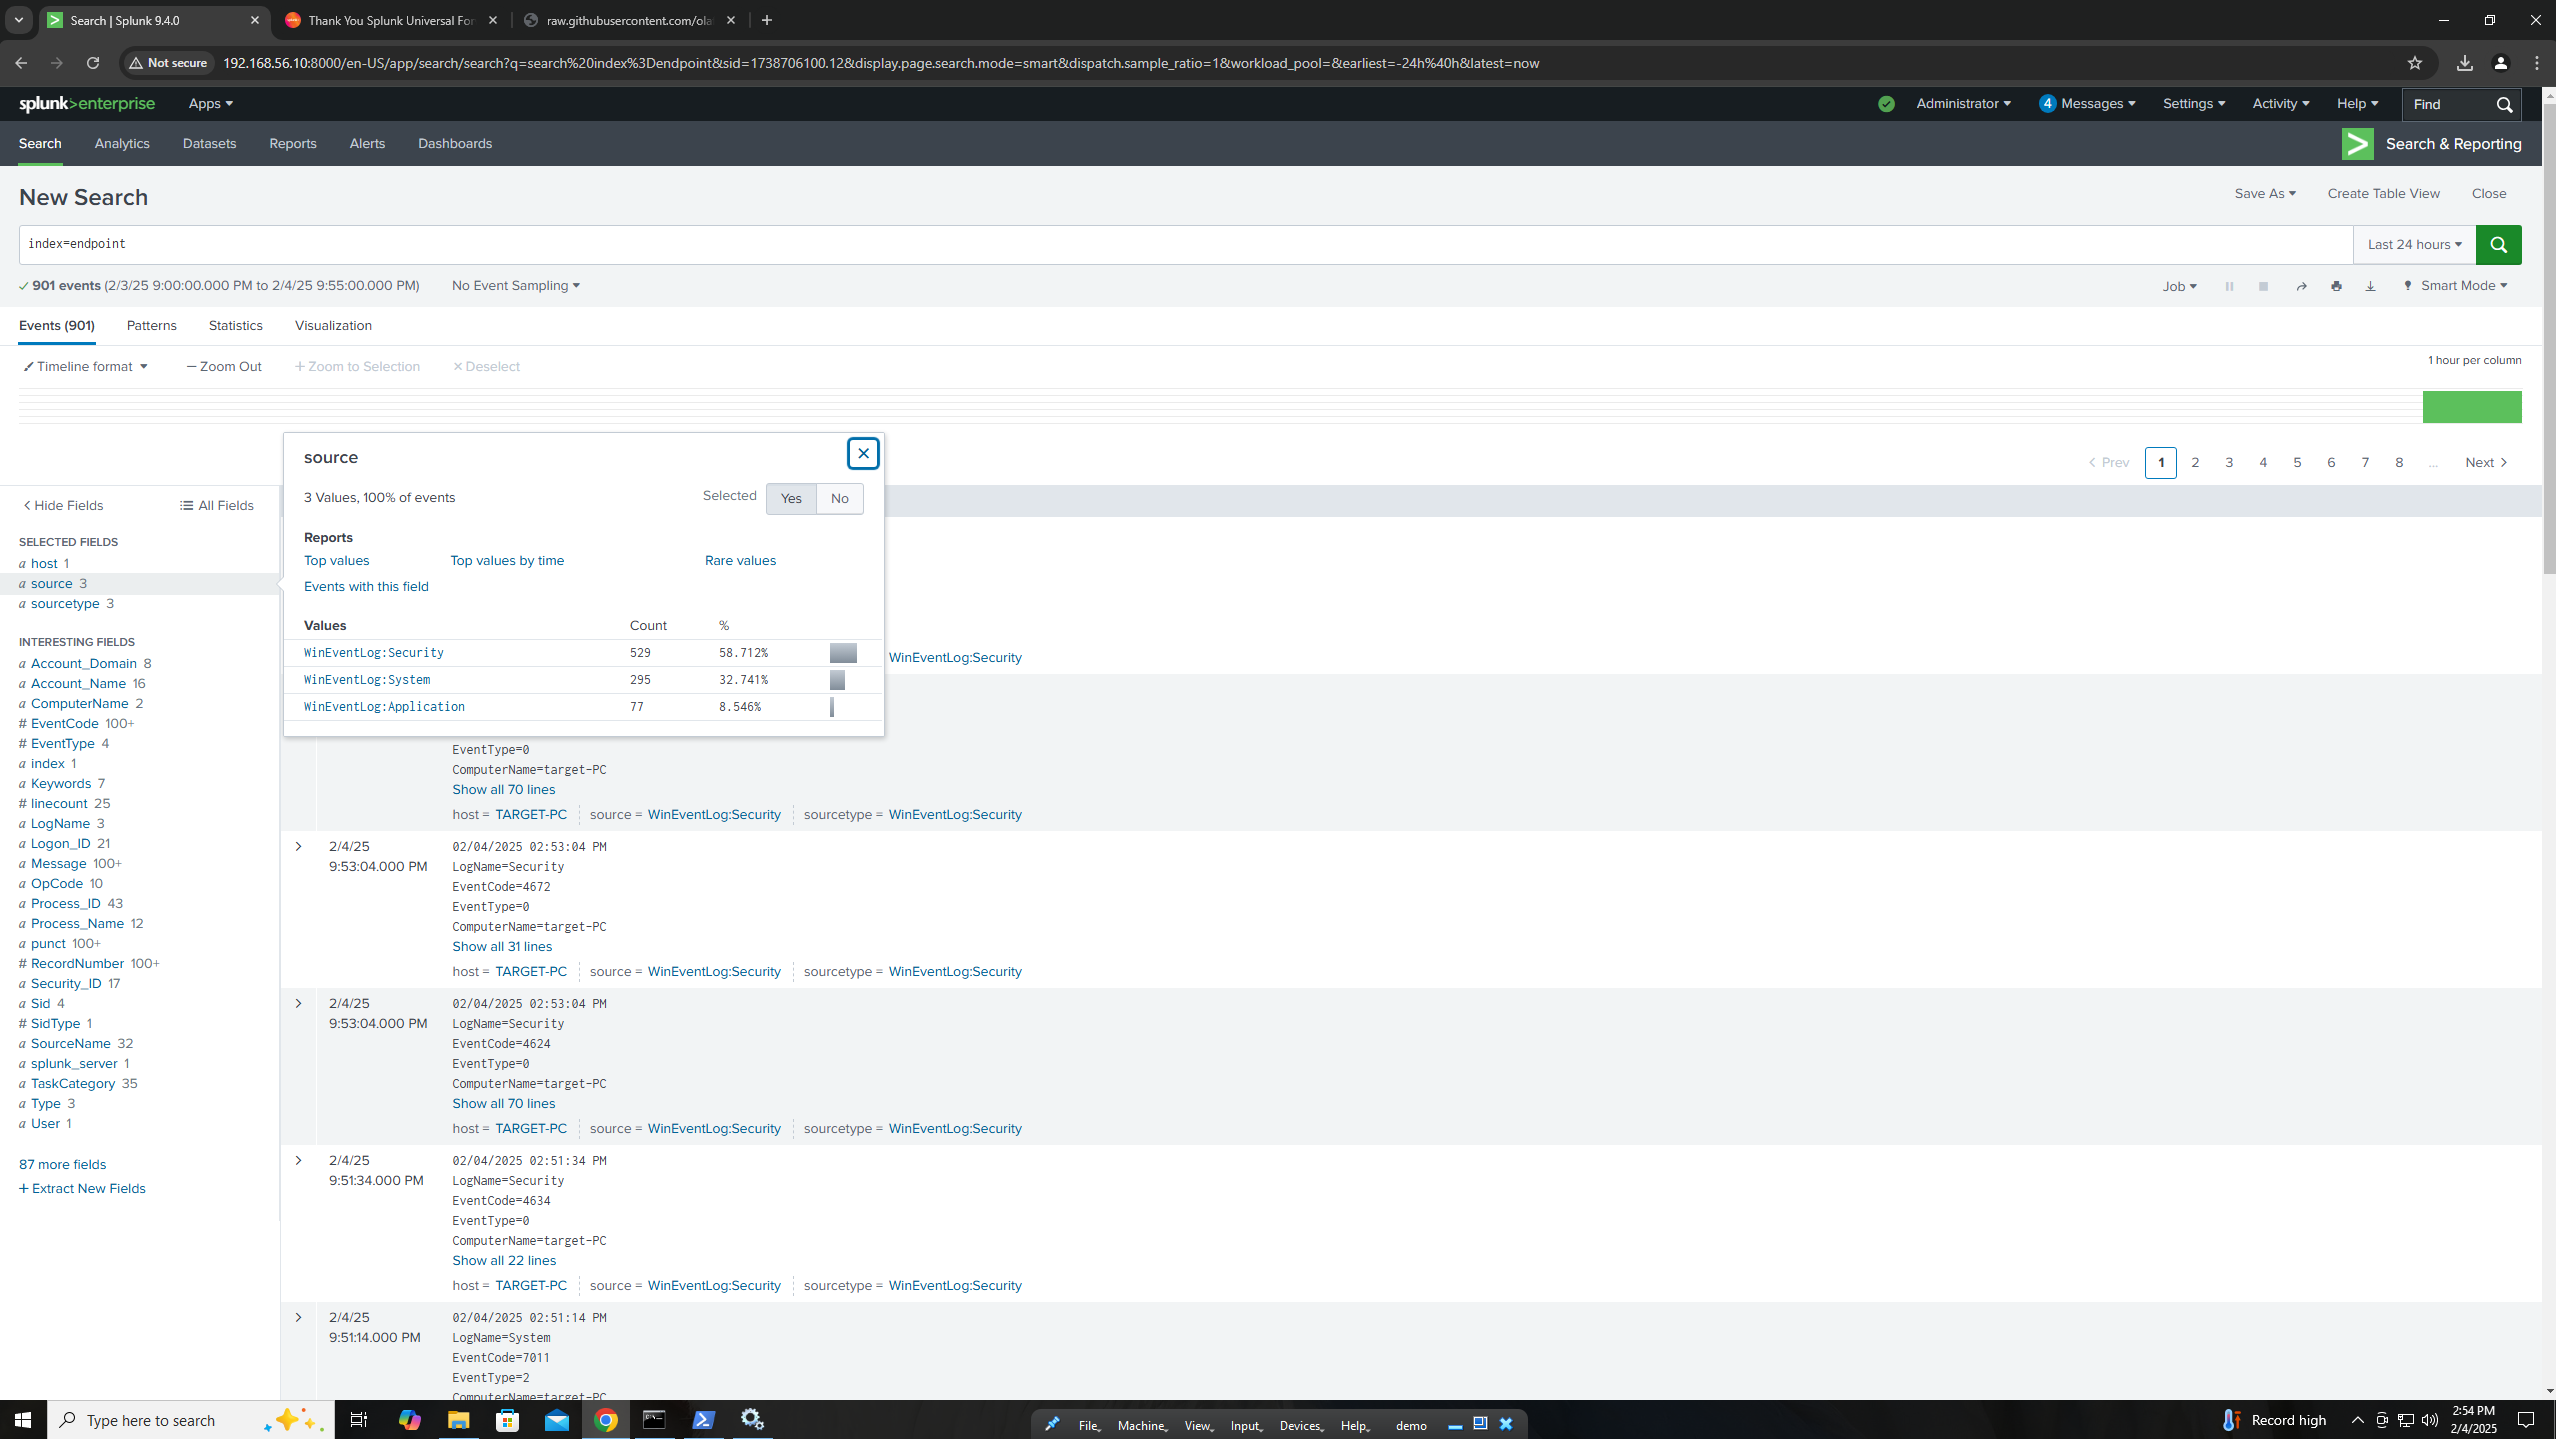 Search | Splunk 9.4.0
Thank You Splunk Universal For
raw.githubusercontent.com/ola
Not secure
192.168.56.10:8000/en-US/app/search/search?q=search%20index%3Dendpoint&sid=1738706100.12&display.page.search.mode=smart&dispatch.sample_ratio=1&workload_pool=&earliest=-24h%40h&latest=now
splunk>enterprise Apps
Administrator 4 Messages Settings Activity Help Find
Search Analytics Datasets Reports Alerts Dashboards
Search & Reporting
New Search
Save As Create Table View Close
index=endpoint
Last 24 hours
901 events (2/3/25 9:00:00.000 PM to 2/4/25 9:55:00.000 PM) No Event Sampling
Job Smart Mode
Events (901) Patterns Statistics Visualization
Timeline format — Zoom Out + Zoom to Selection × Deselect
1 hour per column
< Prev 1 2 3 4 5 6 7 8 ... Next >
< Hide Fields All Fields
SELECTED FIELDS
a host 1
a source 3
a sourcetype 3
INTERESTING FIELDS
a Account_Domain 8
a Account_Name 16
a ComputerName 2
# EventCode 100+
# EventType 4
a index 1
a Keywords 7
# linecount 25
a LogName 3
a Logon_ID 21
a Message 100+
a OpCode 10
a Process_ID 43
a Process_Name 12
a punct 100+
# RecordNumber 100+
a Security_ID 17
a Sid 4
# SidType 1
a SourceName 32
a splunk_server 1
a TaskCategory 35
a Type 3
a User 1
87 more fields
+ Extract New Fields
source
3 Values, 100% of events
Selected Yes No
Reports
Top values Top values by time Rare values
Events with this field
Values Count %
WinEventLog:Security 529 58.712%
WinEventLog:System 295 32.741%
WinEventLog:Application 77 8.546%
WinEventLog:Security
EventType=0
ComputerName=target-PC
Show all 70 lines
host = TARGET-PC source = WinEventLog:Security sourcetype = WinEventLog:Security
2/4/25
9:53:04.000 PM
02/04/2025 02:53:04 PM
LogName=Security
EventCode=4672
EventType=0
ComputerName=target-PC
Show all 31 lines
host = TARGET-PC source = WinEventLog:Security sourcetype = WinEventLog:Security
2/4/25
9:53:04.000 PM
02/04/2025 02:53:04 PM
LogName=Security
EventCode=4624
EventType=0
ComputerName=target-PC
Show all 70 lines
host = TARGET-PC source = WinEventLog:Security sourcetype = WinEventLog:Security
2/4/25
9:51:34.000 PM
02/04/2025 02:51:34 PM
LogName=Security
EventCode=4634
EventType=0
ComputerName=target-PC
Show all 22 lines
host = TARGET-PC source = WinEventLog:Security sourcetype = WinEventLog:Security
2/4/25
9:51:14.000 PM
02/04/2025 02:51:14 PM
LogName=System
EventCode=7011
EventType=2
ComputerName=target-PC
Type here to search
File Machine View Input Devices Help demo
Record high
2:54 PM
2/4/2025